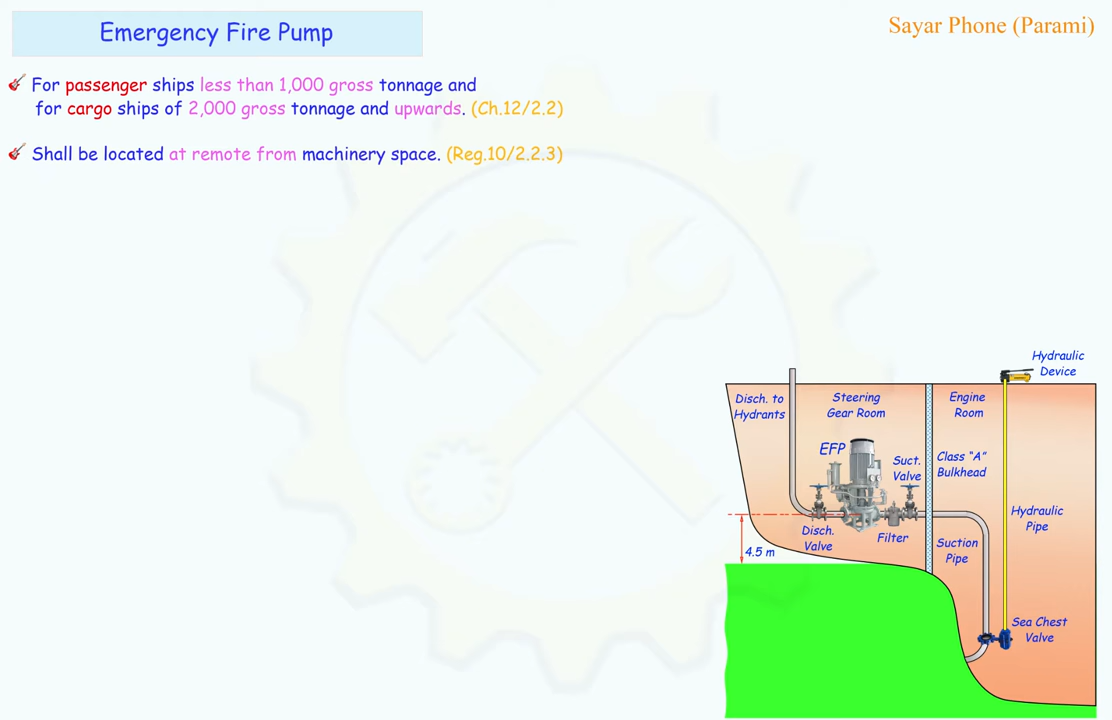 Emergency Fire Pump
Sayar Phone (Parami)
For passenger ships less than 1,000 gross tonnage and
for cargo ships of 2,000 gross tonnage and upwards. (Ch.12/2.2)
Shall be located at remote from machinery space. (Reg.10/2.2.3)
Hydraulic
Device
Disch. to
Hydrants
Steering
Gear Room
Engine
Room
EFP
Suct.
Valve
Class "A"
Bulkhead
Hydraulic
Pipe
Disch.
Valve
Filter
Suction
Pipe
4.5 m
Sea Chest
Valve